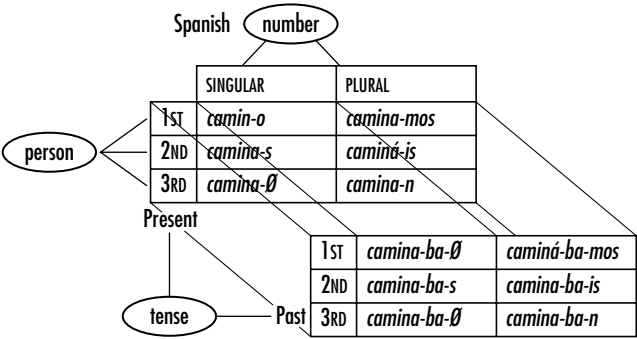 Spanish number
SINGULAR PLURAL
1ST camin-o camina-mos
person 2ND camina-s caminá-is
3RD camina-Ø camina-n
Present
1ST camina-ba-Ø caminá-ba-mos
2ND camina-ba-s camina-ba-is
tense Past 3RD camina-ba-Ø camina-ba-n